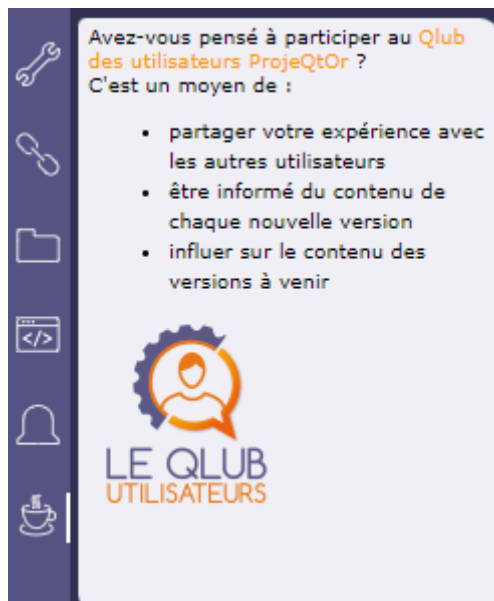 Avez-vous pensé à participer au Qlub
des utilisateurs ProjeQtOr ?
C'est un moyen de :
• partager votre expérience avec
les autres utilisateurs
• être informé du contenu de
chaque nouvelle version
• influer sur le contenu des
versions à venir
LE QLUB
UTILISATEURS